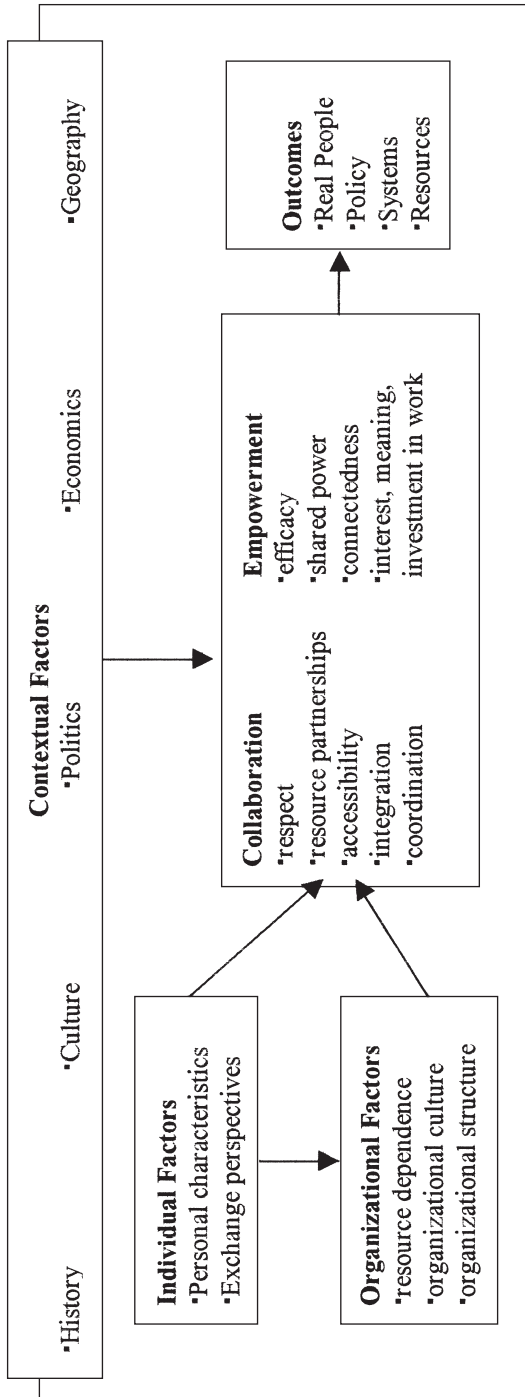 Contextual Factors
▪History ▪Culture ▪Politics ▪Economics ▪Geography
Individual Factors
▪Personal characteristics
▪Exchange perspectives
Organizational Factors
▪resource dependence
▪organizational culture
▪organizational structure
Collaboration
▪respect
▪resource partnerships
▪accessibility
▪integration
▪coordination
Empowerment
▪efficacy
▪shared power
▪connectedness
▪interest, meaning,
investment in work
Outcomes
▪Real People
▪Policy
▪Systems
▪Resources